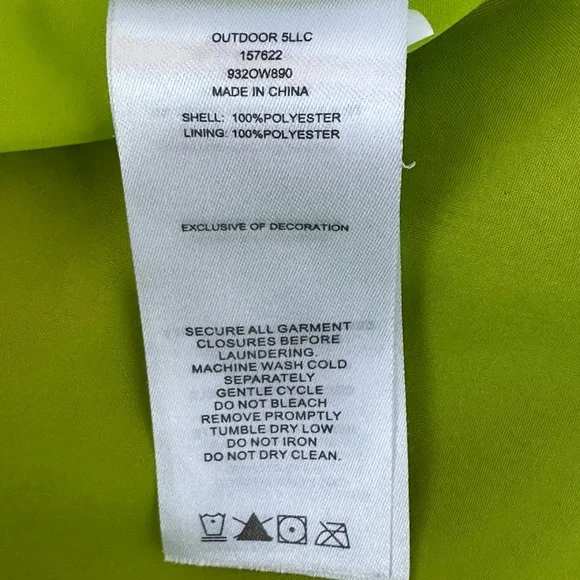 OUTDOOR 5LLC
157622
932OW890
MADE IN CHINA
SHELL: 100%POLYESTER
LINING: 100%POLYESTER
EXCLUSIVE OF DECORATION
SECURE ALL GARMENT
CLOSURES BEFORE
LAUNDERING.
MACHINE WASH COLD
SEPARATELY
GENTLE CYCLE
DO NOT BLEACH
REMOVE PROMPTLY
TUMBLE DRY LOW
DO NOT IRON
DO NOT DRY CLEAN.